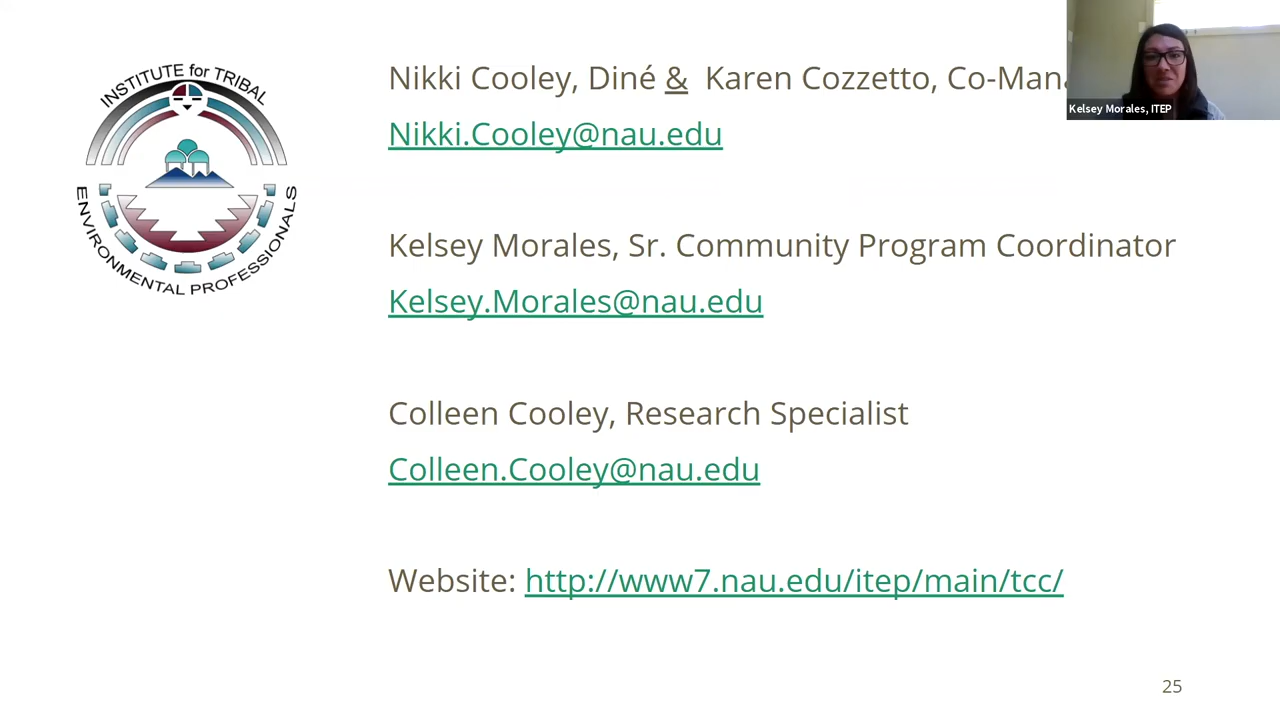 INSTITUTE for TRIBAL
ENVIRONMENTAL PROFESSIONALS
Nikki Cooley, Diné & Karen Cozzetto, Co-Man
Nikki.Cooley@nau.edu
Kelsey Morales, ITEP
Kelsey Morales, Sr. Community Program Coordinator
Kelsey.Morales@nau.edu
Colleen Cooley, Research Specialist
Colleen.Cooley@nau.edu
Website: http://www7.nau.edu/itep/main/tcc/
25